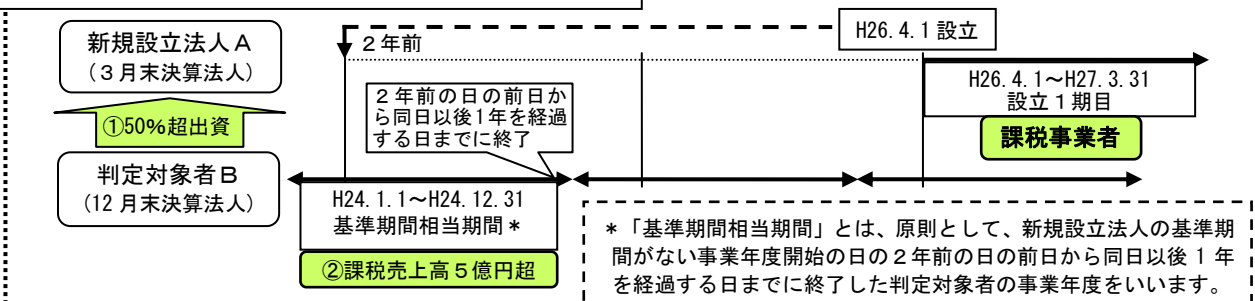 新規設立法人A
(3月末決算法人)
①50%超出資
判定対象者B
(12月末決算法人)
2年前
H26.4.1設立
2年前の日の前日か
ら同日以後1年を経過
する日までに終了
H26.4.1~H27.3.31
設立1期目
課税事業者
H24.1.1~H24.12.31
基準期間相当期間*
②課税売上高5億円超
*「基準期間相当期間」とは、原則として、新規設立法人の基準期
間がない事業年度開始の日の2年前の日の前日から同日以後1年
を経過する日までに終了した判定対象者の事業年度をいいます。